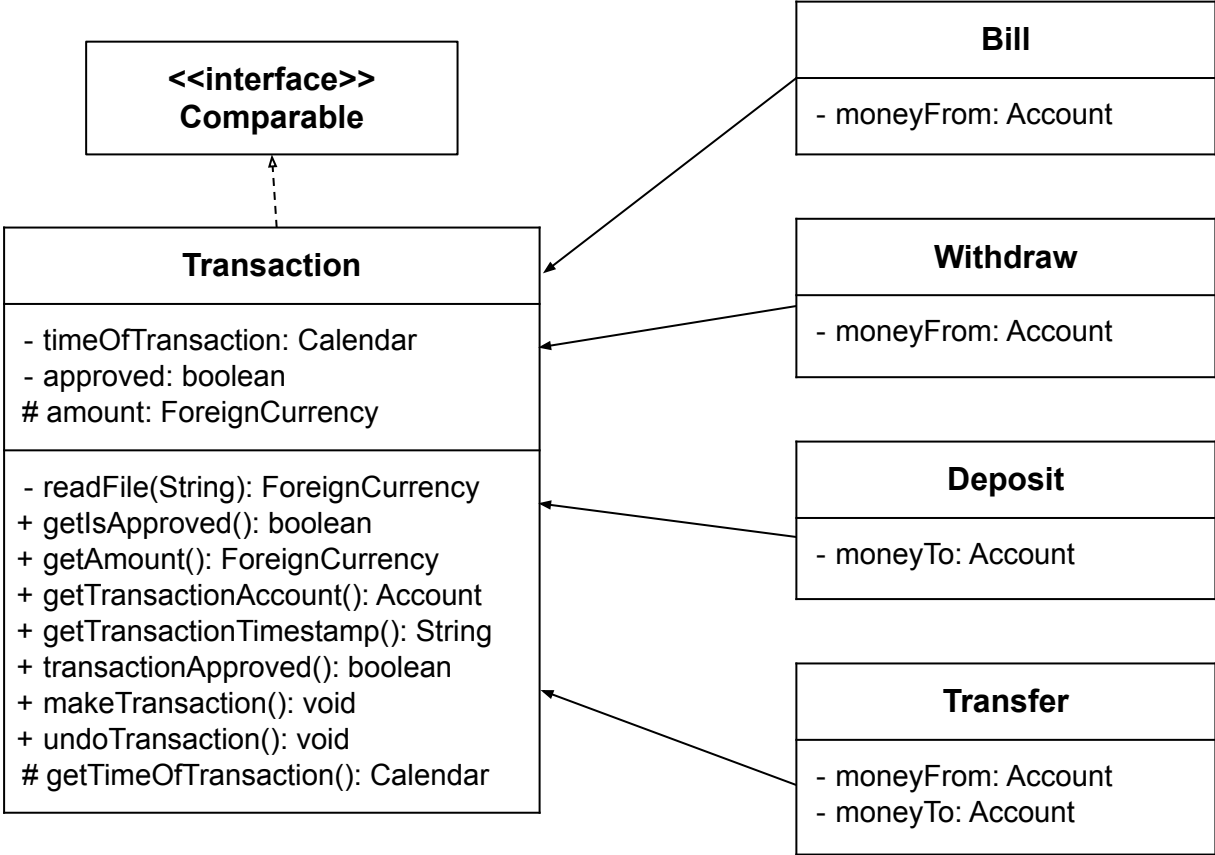 <<interface>>
Comparable
Transaction
- timeOfTransaction: Calendar
- approved: boolean
# amount: ForeignCurrency
- readFile(String): ForeignCurrency
+ getIsApproved(): boolean
+ getAmount(): ForeignCurrency
+ getTransactionAccount(): Account
+ getTransactionTimestamp(): String
+ transactionApproved(): boolean
+ makeTransaction(): void
+ undoTransaction(): void
# getTimeOfTransaction(): Calendar
Bill
- moneyFrom: Account
Withdraw
- moneyFrom: Account
Deposit
- moneyTo: Account
Transfer
- moneyFrom: Account
- moneyTo: Account